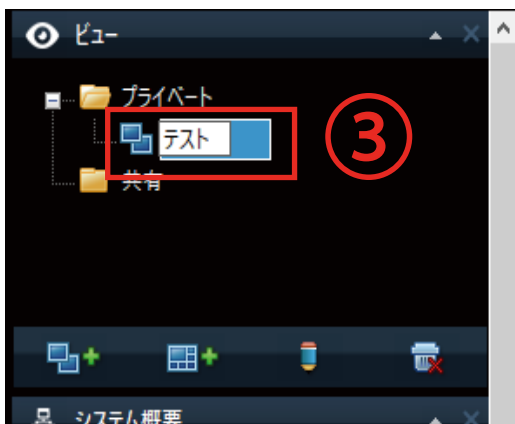 ビュー
プライベート
テスト
③
共有
システム概要